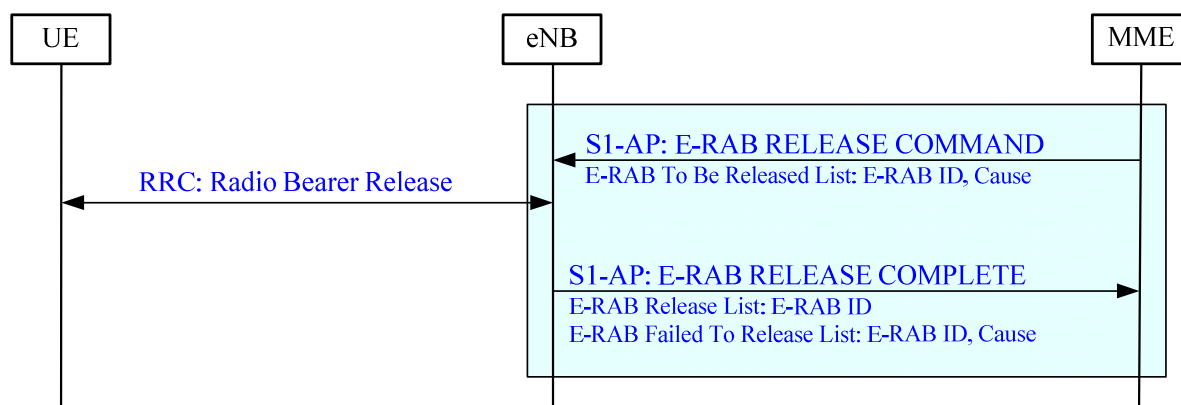 UE
eNB
MME
S1-AP: E-RAB RELEASE COMMAND
E-RAB To Be Released List: E-RAB ID, Cause
RRC: Radio Bearer Release
S1-AP: E-RAB RELEASE COMPLETE
E-RAB Release List: E-RAB ID
E-RAB Failed To Release List: E-RAB ID, Cause